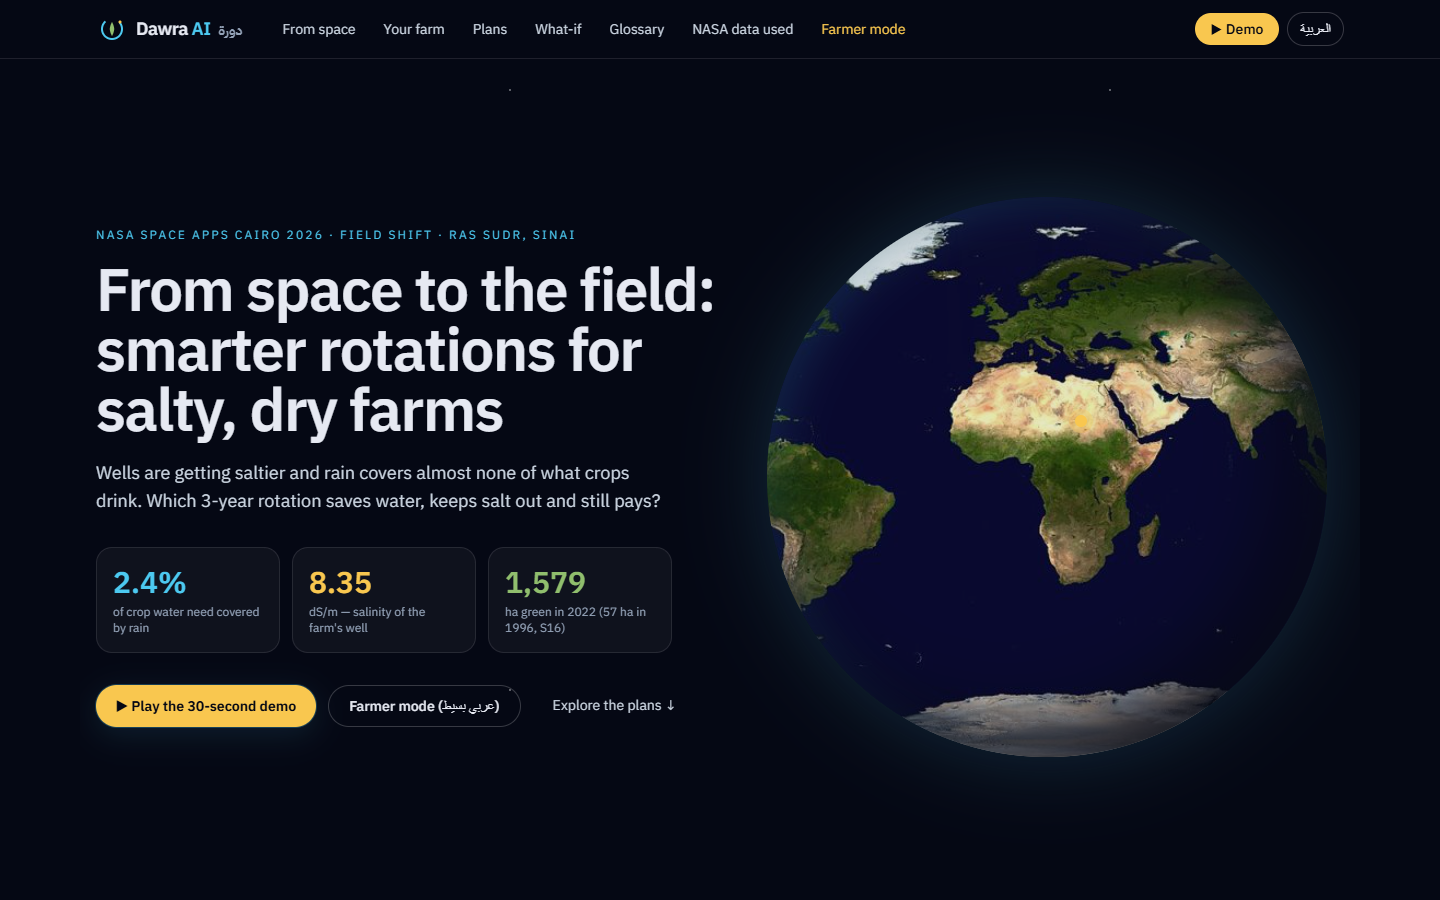 Dawra AI دورة
From space
Your farm
Plans
What-if
Glossary
NASA data used
Farmer mode
▶ Demo
العربية
NASA SPACE APPS CAIRO 2026 · FIELD SHIFT · RAS SUDR, SINAI
From space to the field:
smarter rotations for
salty, dry farms
Wells are getting saltier and rain covers almost none of what crops
drink. Which 3-year rotation saves water, keeps salt out and still pays?
2.4%
of crop water need covered
by rain
8.35
dS/m — salinity of the
farm's well
1,579
ha green in 2022 (57 ha in
1996, S16)
▶ Play the 30-second demo
Farmer mode (عربي بسيط)
Explore the plans ↓